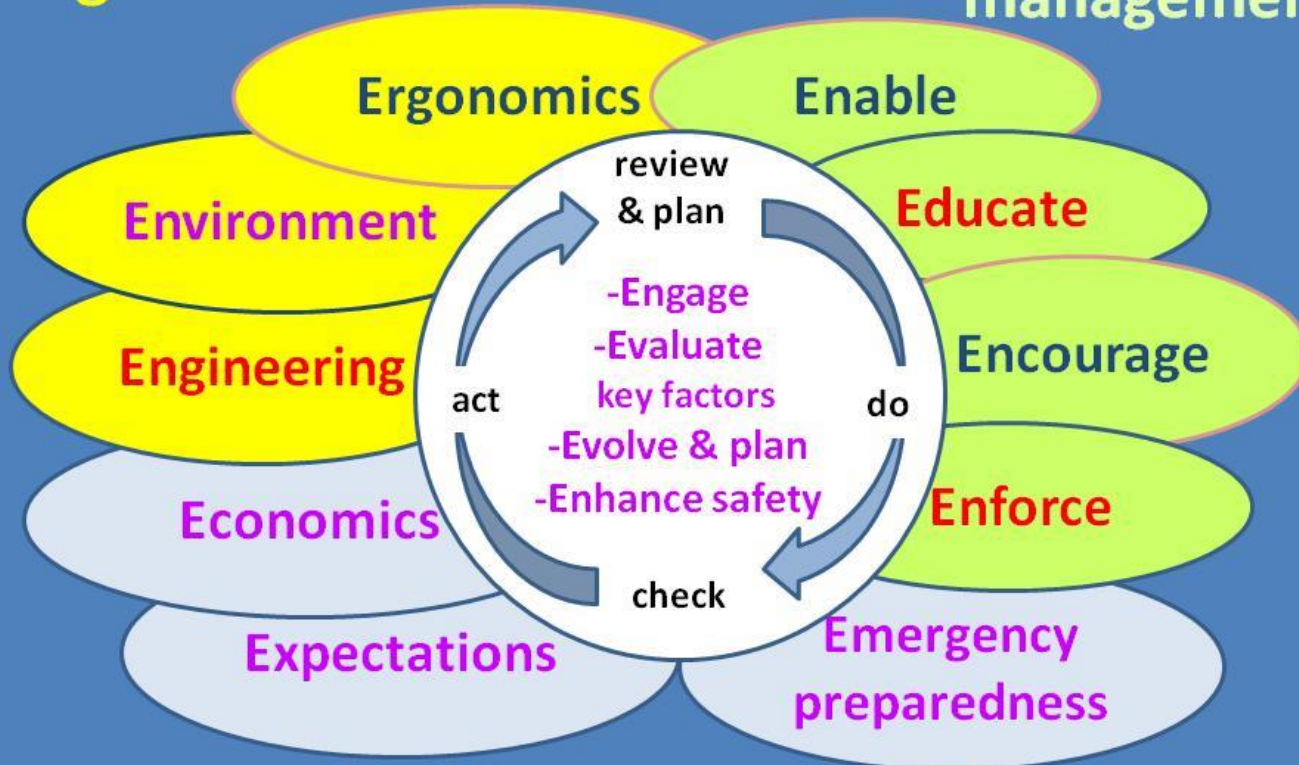 Ergonomics
Enable
Environment
Educate
Engineering
Encourage
Economics
Enforce
Expectations
Emergency
preparedness
review
& plan
do
check
act
-Engage
-Evaluate
key factors
-Evolve & plan
-Enhance safety